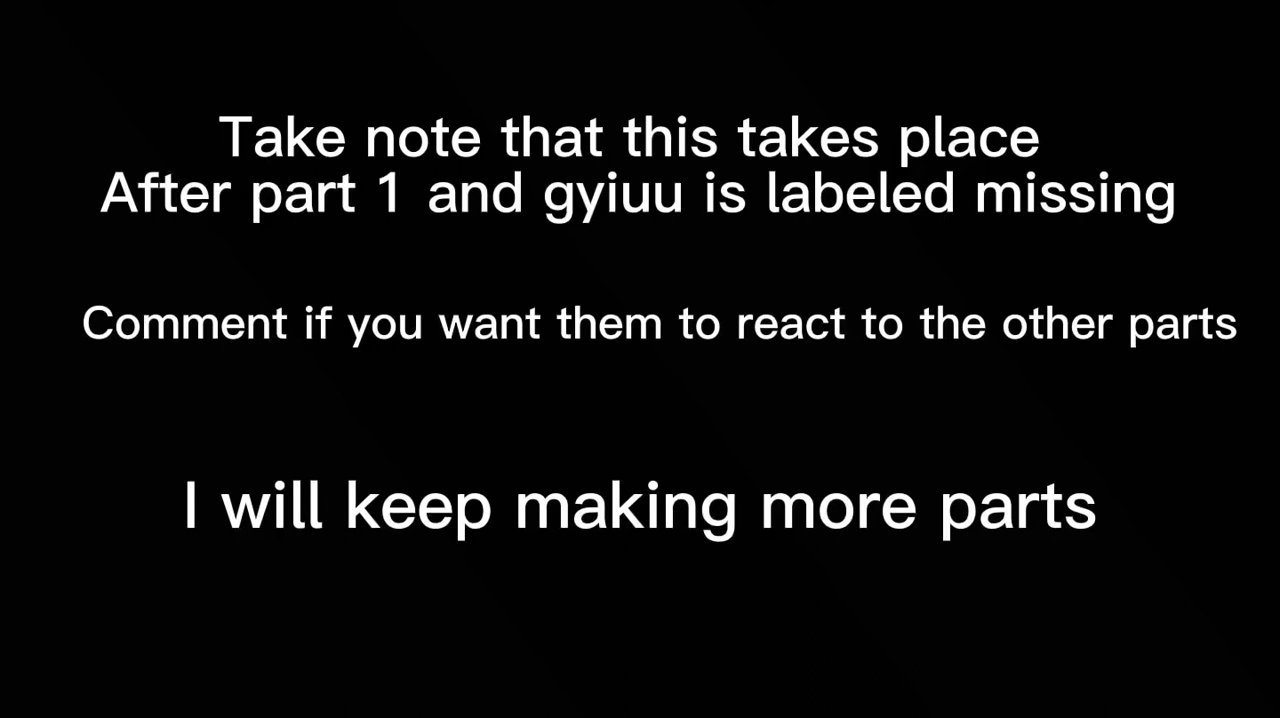 Take note that this takes place
After part 1 and gyiuu is labeled missing
Comment if you want them to react to the other parts
I will keep making more parts